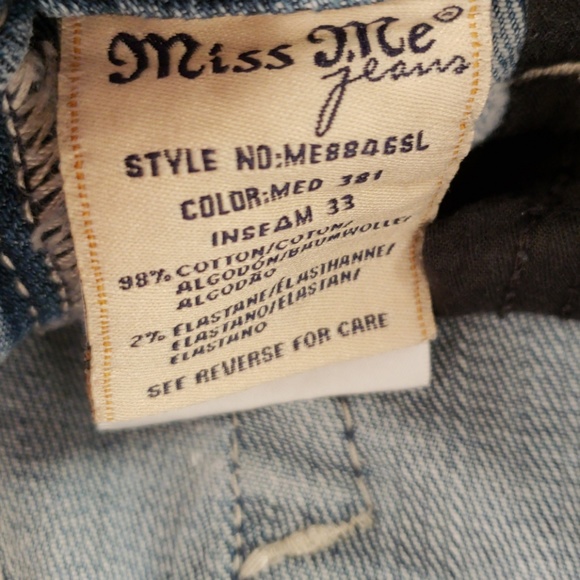 Miss Me
jeans
STYLE NO:ME8846SL
COLOR:MED 381
INSEAM 33
98% COTTON/COTON/
ALGODÓN/BAUMWOLLE/
ALGODÃO
2% ELASTANE/ÉLASTHANNE/
ELASTANO/ELASTAN/
ELASTANO
SEE REVERSE FOR CARE